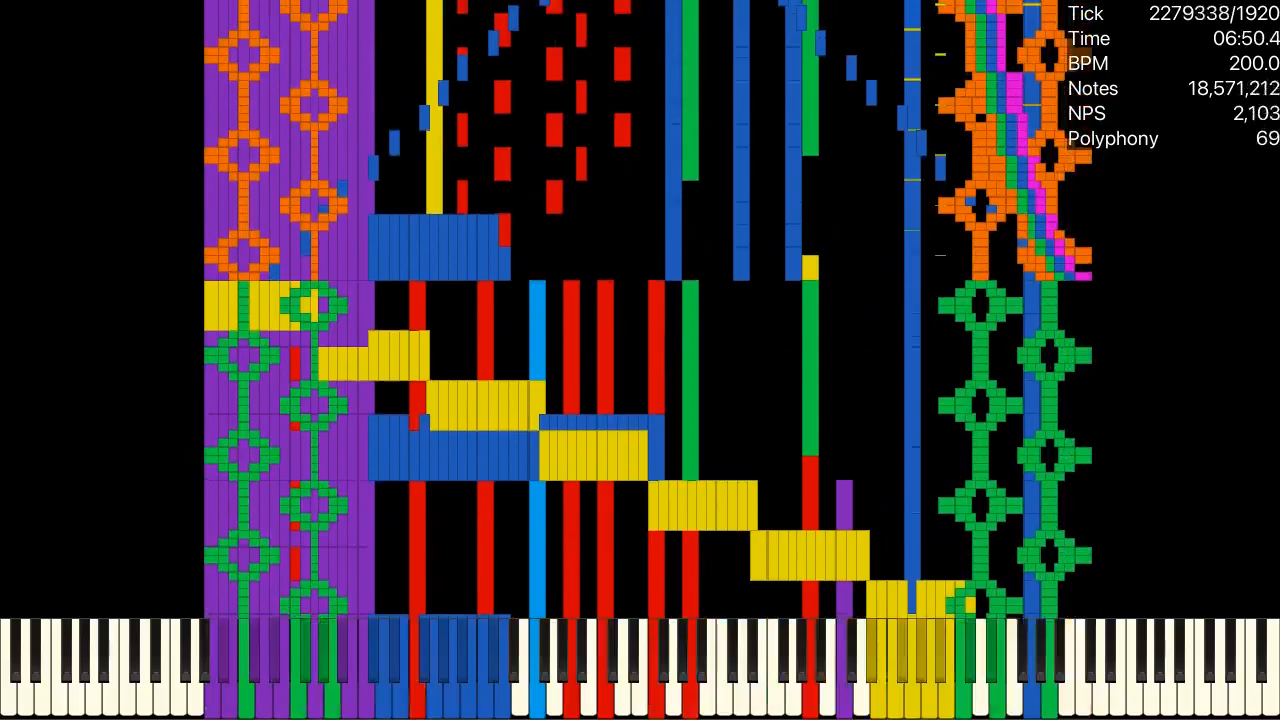 Tick 2279338/1920
Time 06:50.4
BPM 200.0
Notes 18,571,212
NPS 2,103
Polyphony 69